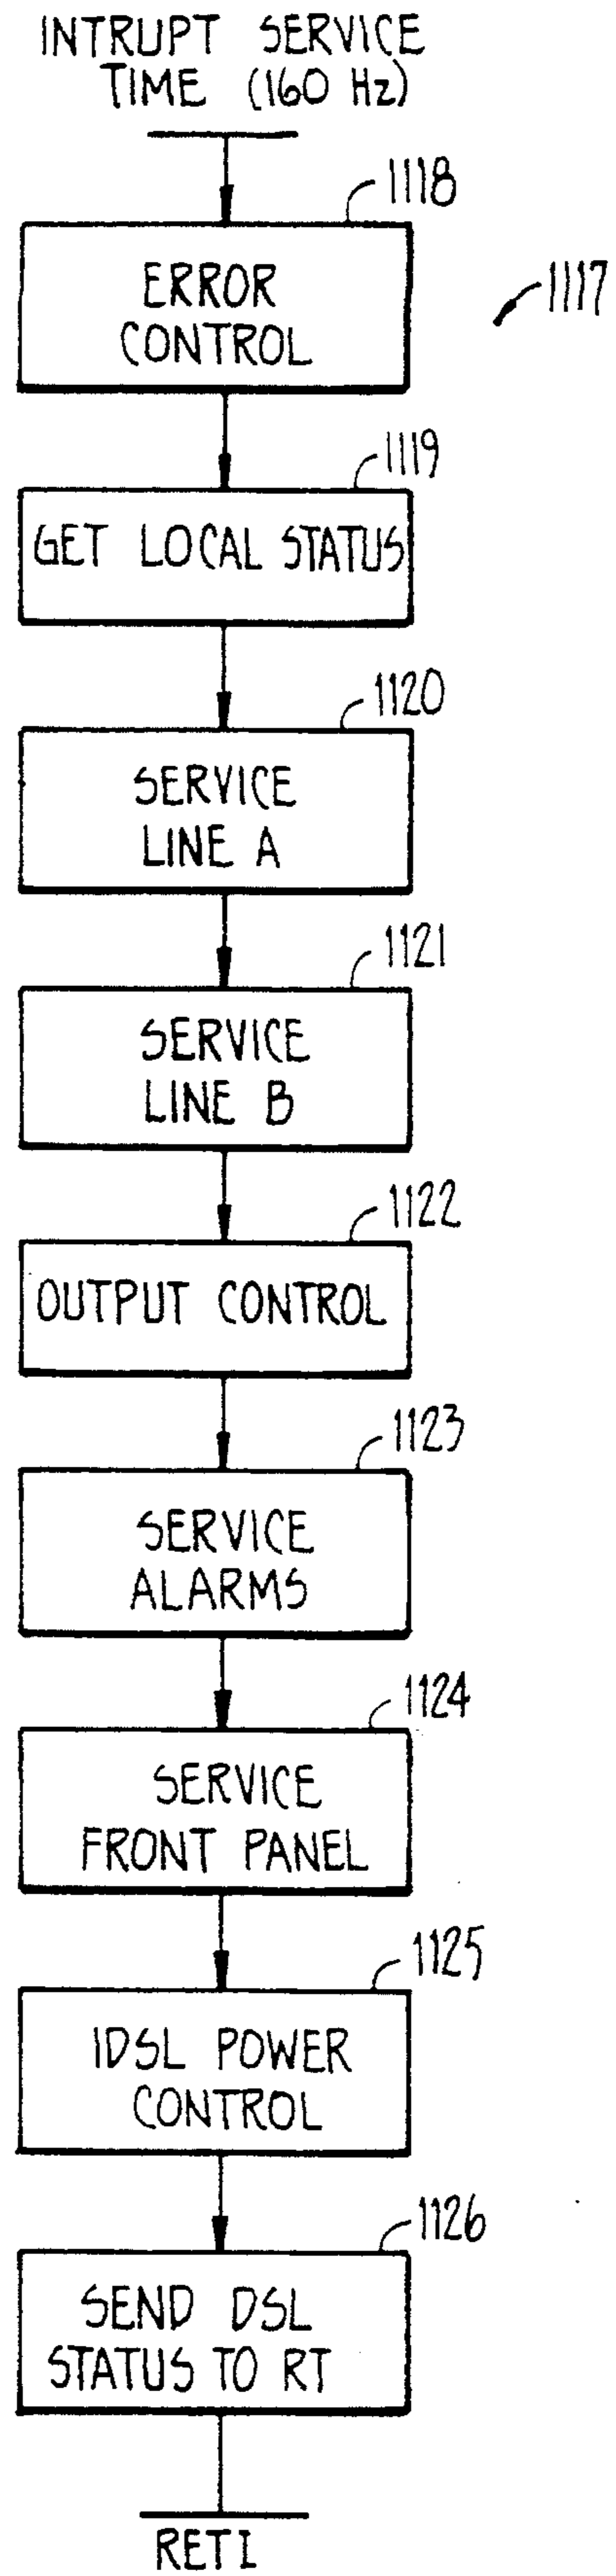 INTRUPT SERVICE
TIME (160 Hz)
1118
ERROR
CONTROL
1117
1119
GET LOCAL STATUS
1120
SERVICE
LINE A
1121
SERVICE
LINE B
1122
OUTPUT CONTROL
1123
SERVICE
ALARMS
1124
SERVICE
FRONT PANEL
1125
IDSL POWER
CONTROL
1126
SEND DSL
STATUS TO RT
RETI